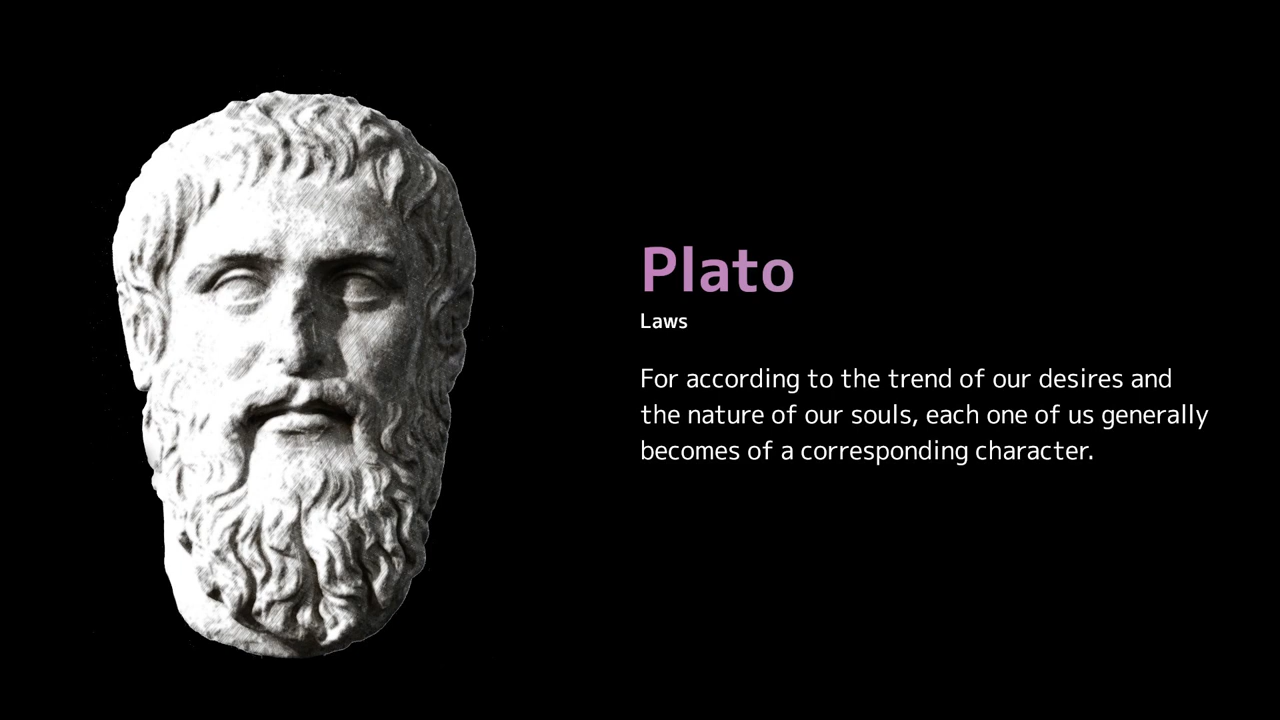 Plato
Laws
For according to the trend of our desires and
the nature of our souls, each one of us generally
becomes of a corresponding character.